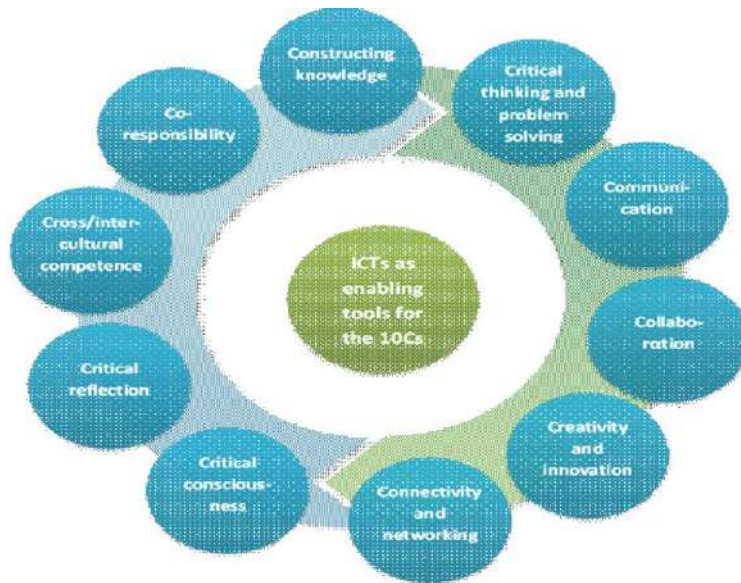 Constructing
knowledge
Critical
thinking and
problem
solving
Communi-
cation
Collabo-
ration
Creativity
and
innovation
Connectivity
and
networking
Critical
conscious-
ness
Critical
reflection
Cross/inter-
cultural
competence
Co-
responsibility
ICTs as
enabling
tools for
the 10Cs